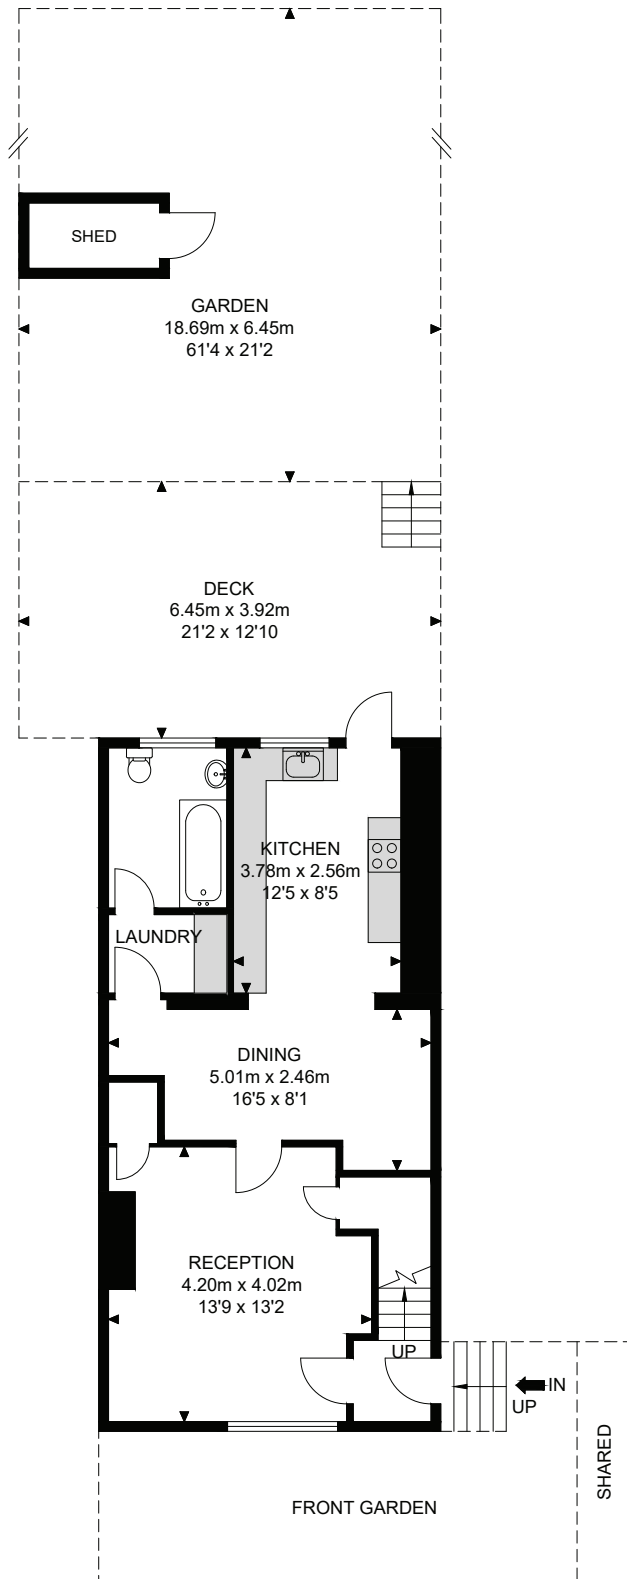 SHED
GARDEN
18.69m x 6.45m
61'4 x 21'2
DECK
6.45m x 3.92m
21'2 x 12'10
KITCHEN
3.78m x 2.56m
12'5 x 8'5
LAUNDRY
DINING
5.01m x 2.46m
16'5 x 8'1
RECEPTION
4.20m x 4.02m
13'9 x 13'2
UP
IN
UP
SHARED
FRONT GARDEN